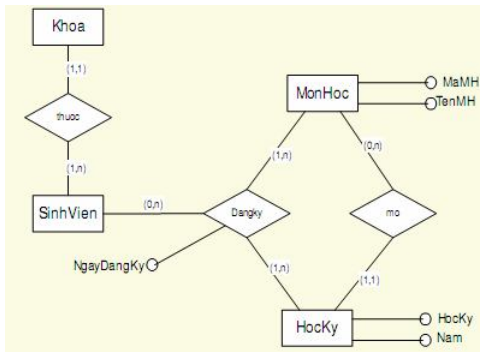 Khoa
(1,1)
thuoc
(1,n)
SinhVien
(0,n)
Dangky
NgayDangKy
(1,n)
(1,n)
MonHoc
MaMH
TenMH
(0,n)
mo
(1,1)
HocKy
HocKy
Nam